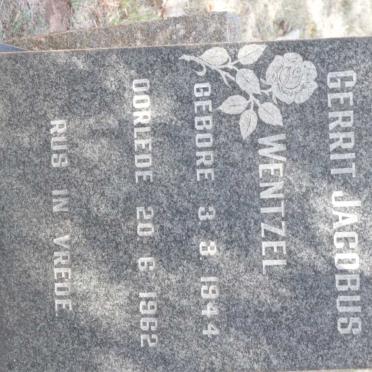 GERRIT JACOBUS
WENTZEL
GEBORE 3 8 1944
OORLEDE 20 6 1962
RUS IN VREDE